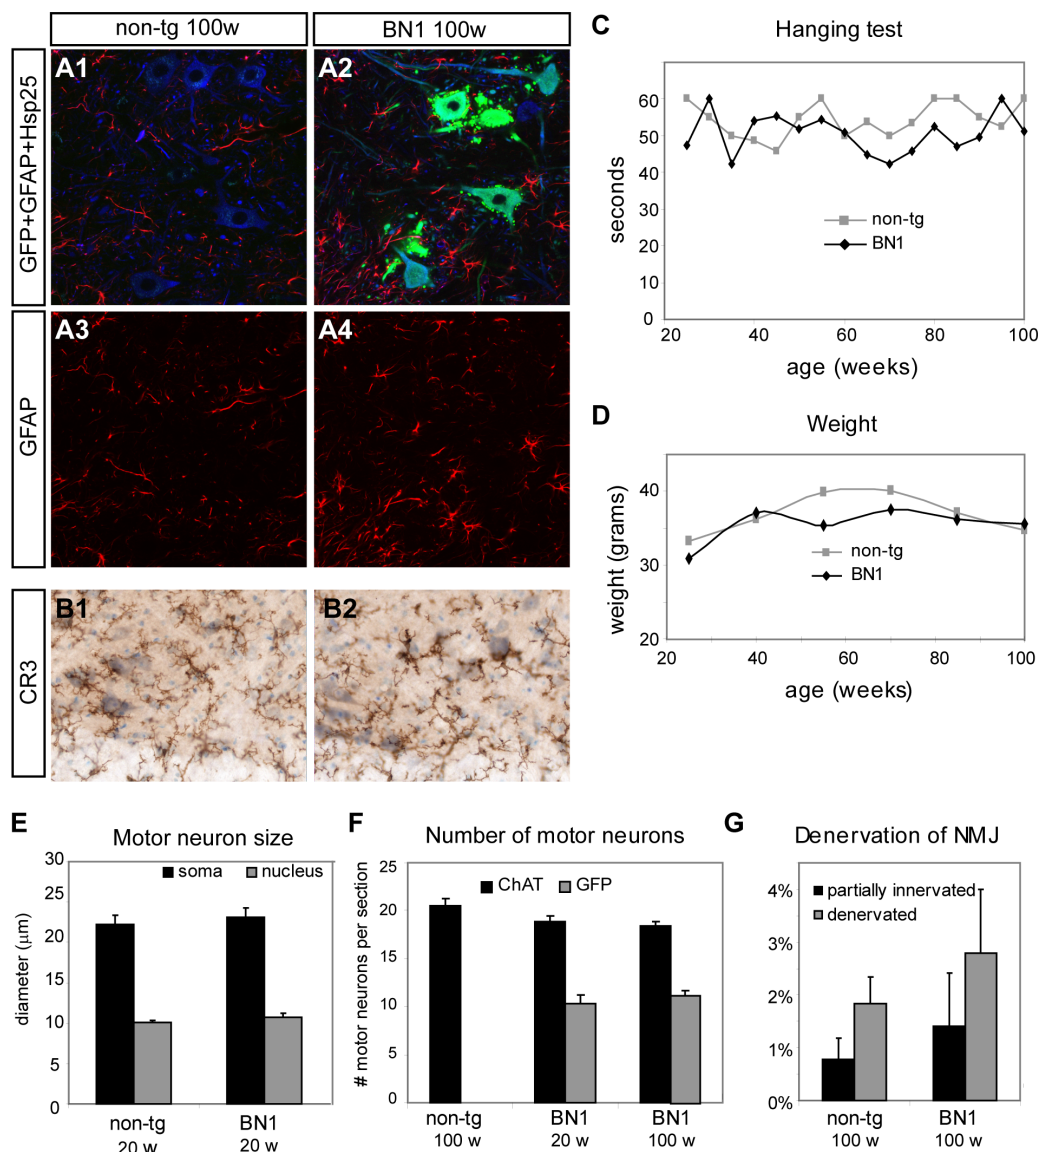 non-tg 100w
BN1 100w
GFP+GFAP+Hsp25
A1
A2
GFAP
A3
A4
CR3
B1
B2
C
Hanging test
seconds
60
50
40
30
20
10
0
non-tg
BN1
20
40
60
80
100
age (weeks)
D
Weight
weight (grams)
40
30
20
non-tg
BN1
20
40
60
80
100
age (weeks)
E
Motor neuron size
soma
nucleus
diameter (µm)
30
25
20
15
10
5
0
non-tg
20 w
BN1
20 w
F
Number of motor neurons
ChAT
GFP
# motor neurons per section
25
20
15
10
5
0
non-tg
100 w
BN1
20 w
BN1
100 w
G
Denervation of NMJ
partially innervated
denervated
4%
3%
2%
1%
0%
non-tg
100 w
BN1
100 w